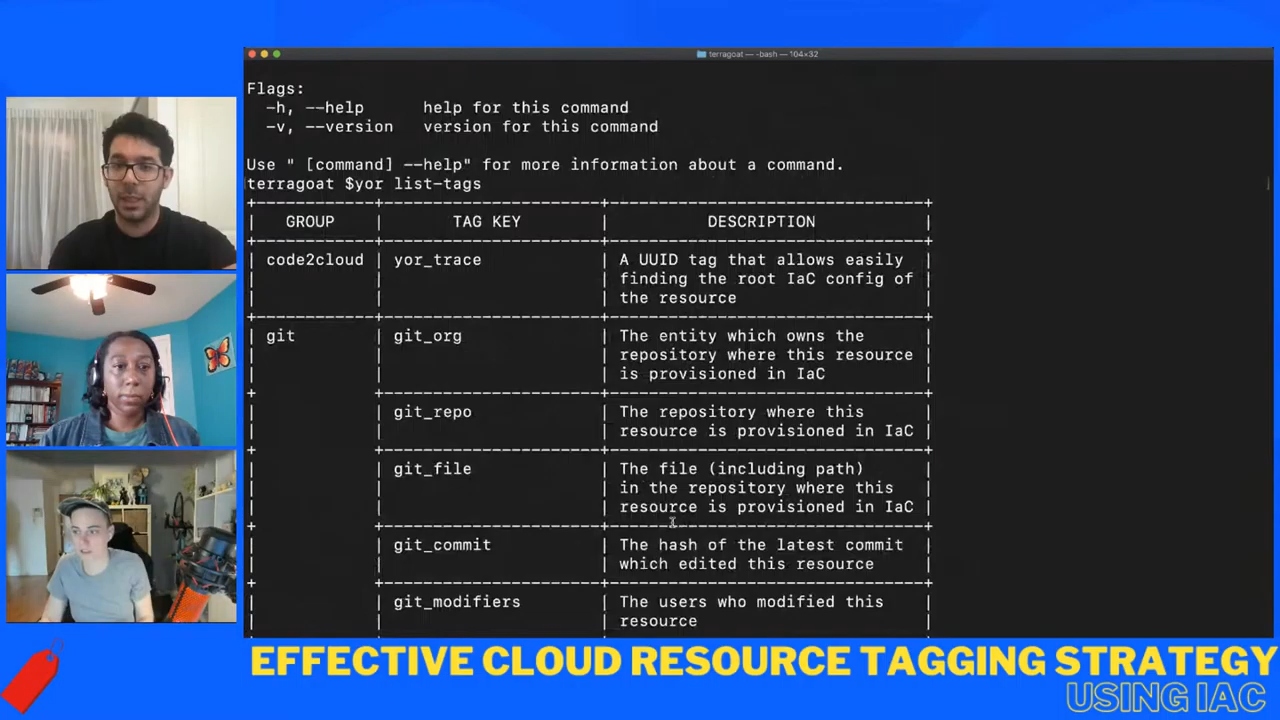 terragoat — -bash — 104×32
Flags:
-h, --help help for this command
-v, --version version for this command
Use " [command] --help" for more information about a command.
terragoat $yor list-tags
GROUP | TAG KEY | DESCRIPTION
code2cloud | yor_trace | A UUID tag that allows easily
finding the root IaC config of
the resource
git | git_org | The entity which owns the
repository where this resource
is provisioned in IaC
git_repo | The repository where this
resource is provisioned in IaC
git_file | The file (including path)
in the repository where this
resource is provisioned in IaC
git_commit | The hash of the latest commit
which edited this resource
git_modifiers | The users who modified this
resource
EFFECTIVE CLOUD RESOURCE TAGGING STRATEGY
USING IAC